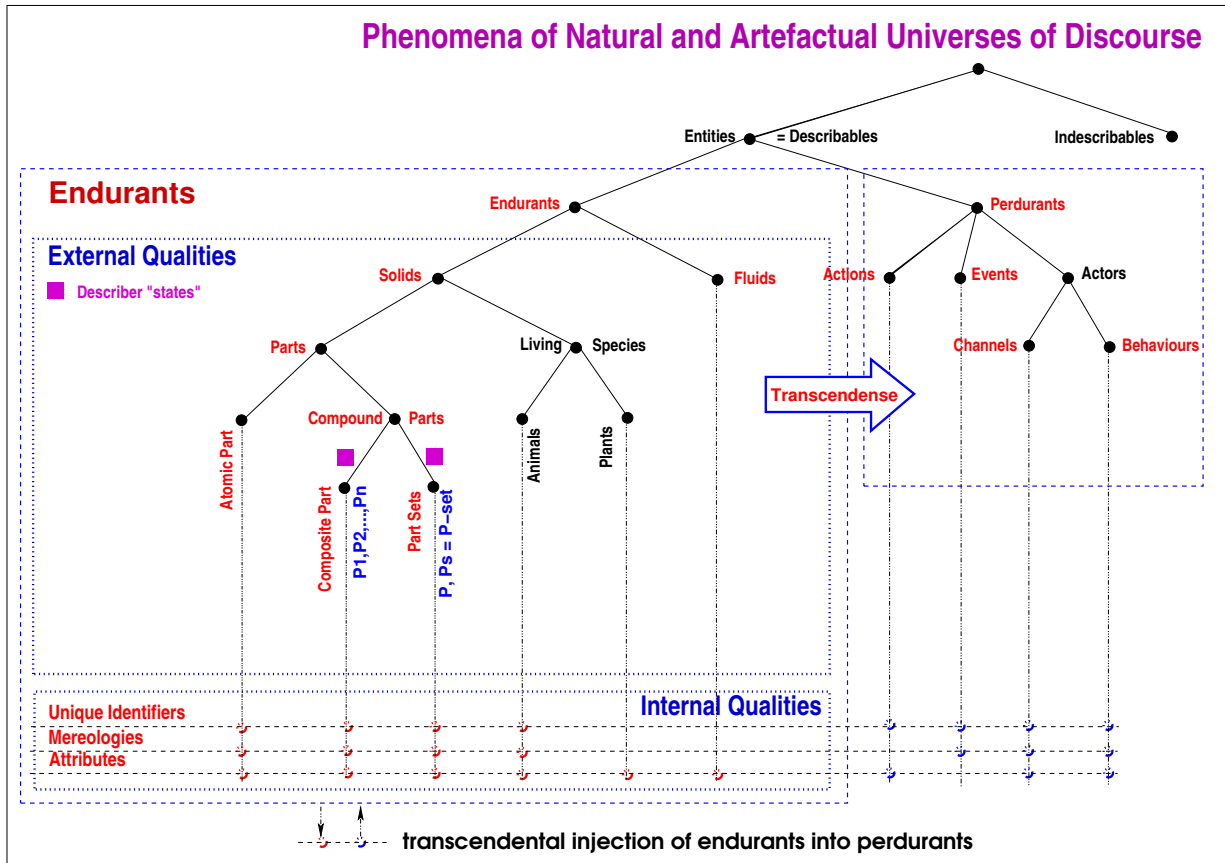 Phenomena of Natural and Artefactual Universes of Discourse
Entities = Describables
Indescribables
Endurants
Endurants
Perdurants
External Qualities
Describer "states"
Solids
Fluids
Actions
Events
Actors
Parts
Living Species
Channels
Behaviours
Transcendense
Compound Parts
Atomic Part
Animals
Plants
Composite Part
P1,P2,...,Pn
Part Sets
P, Ps = P−set
Internal Qualities
Unique Identifiers
Mereologies
Attributes
transcendental injection of endurants into perdurants